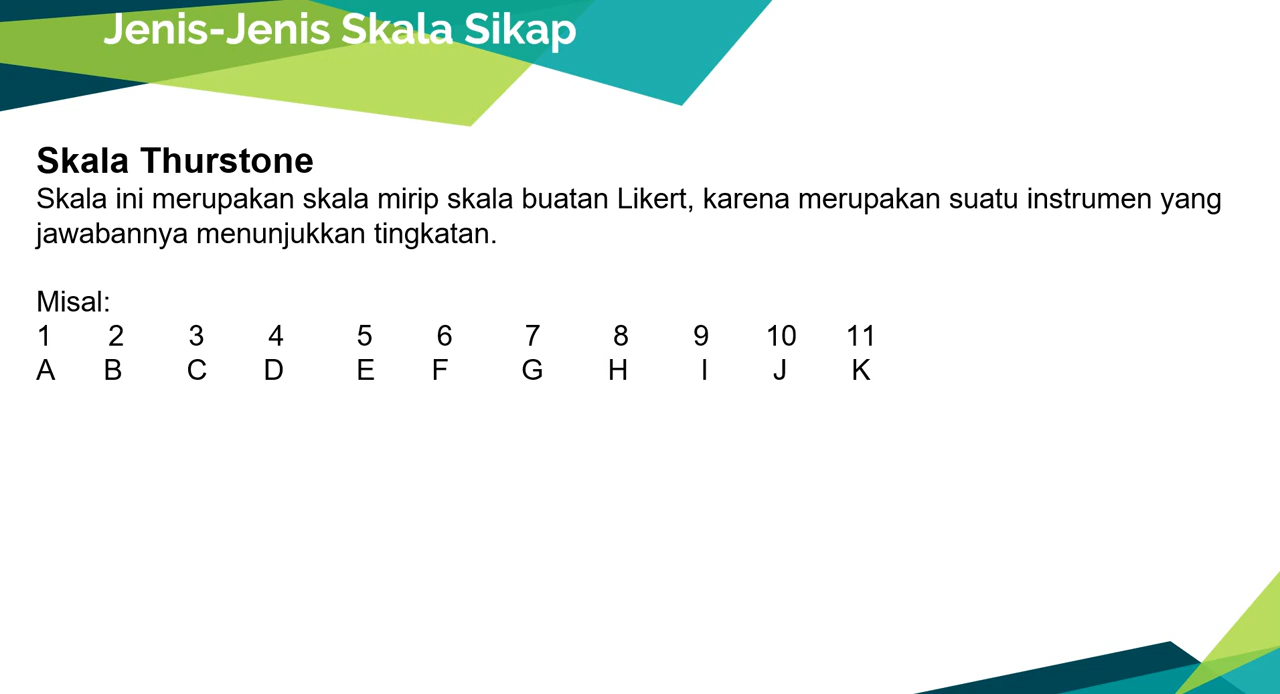 Jenis-Jenis Skala Sikap
Skala Thurstone
Skala ini merupakan skala mirip skala buatan Likert, karena merupakan suatu instrumen yang
jawabannya menunjukkan tingkatan.
Misal:
1 2 3 4 5 6 7 8 9 10 11
A B C D E F G H I J K